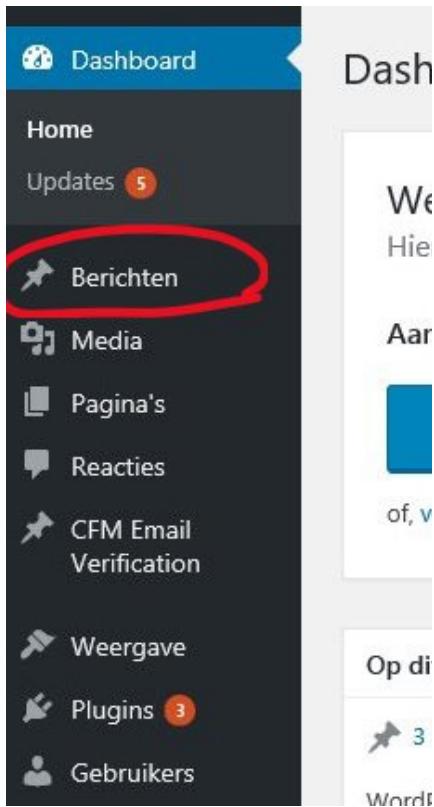 Dashboard
Home
Updates 5
Berichten
Media
Pagina's
Reacties
CFM Email
Verification
Weergave
Plugins 3
Gebruikers
Dash
We
Hie
Aan
of, v
Op di
3
WordP